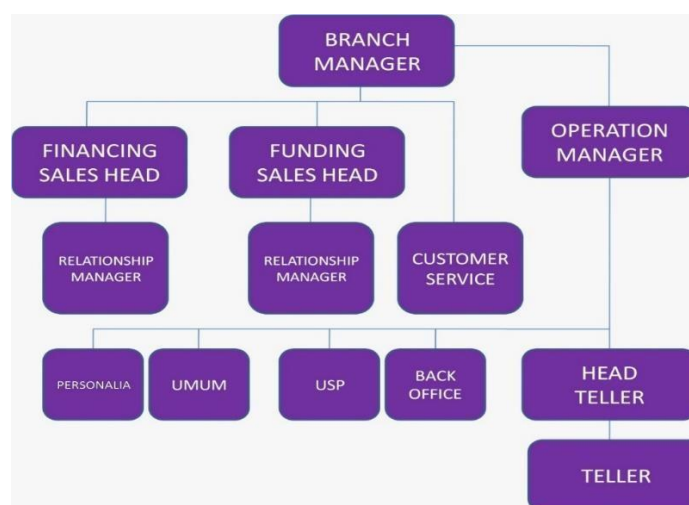 BRANCH
MANAGER
FINANCING
SALES HEAD
FUNDING
SALES HEAD
OPERATION
MANAGER
RELATIONSHIP
MANAGER
RELATIONSHIP
MANAGER
CUSTOMER
SERVICE
PERSONALIA
UMUM
USP
BACK
OFFICE
HEAD
TELLER
TELLER